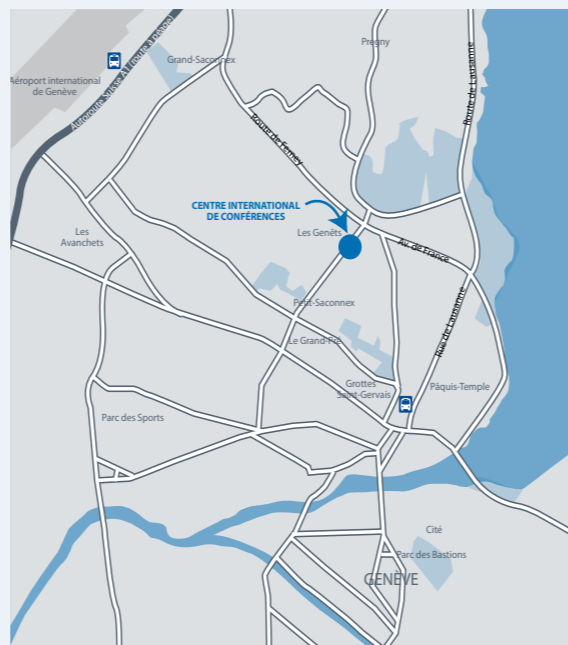 Prégny
Grand-Saconnex
Aéroport international
de Genève
Autoroute Suisse A1 (route à péage)
Route de Lausanne
Route de Ferney
CENTRE INTERNATIONAL
DE CONFÉRENCES
Les Genêts
Les
Avanchets
Av. de France
Petit-Saconnex
Rue de Lausanne
Le Grand-Pré
Grottes
Saint-Gervais
Pâquis-Temple
Parc des Sports
Cité
Parc des Bastions
GENÈVE